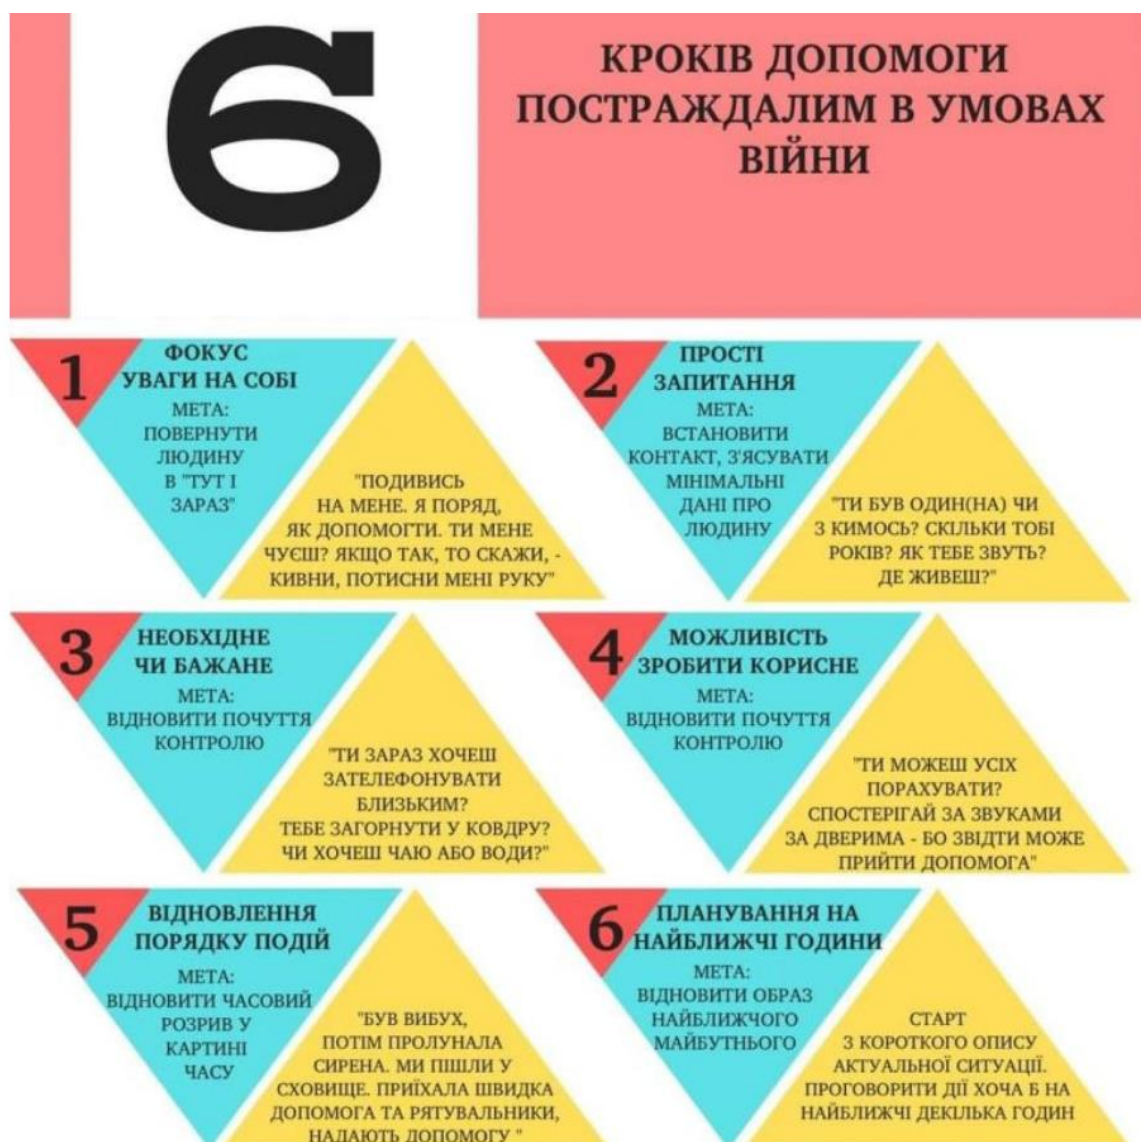 6
КРОКІВ ДОПОМОГИ
ПОСТРАЖДАЛИМ В УМОВАХ
ВІЙНИ
1
ФОКУС
УВАГИ НА СОБІ
МЕТА:
ПОВЕРНУТИ
ЛЮДИНУ
В "ТУТ І
ЗАРАЗ"
"ПОДИВИСЬ
НА МЕНЕ. Я ПОРЯД,
ЯК ДОПОМОГТИ. ТИ МЕНЕ
ЧУЄШ? ЯКЩО ТАК, ТО СКАЖИ, -
КИВНИ, ПОТИСНИ МЕНІ РУКУ"
2
ПРОСТІ
ЗАПИТАННЯ
МЕТА:
ВСТАНОВИТИ
КОНТАКТ, З'ЯСУВАТИ
МІНІМАЛЬНІ
ДАНІ ПРО
ЛЮДИНУ
"ТИ БУВ ОДИН(НА) ЧИ
З КИМОСЬ? СКІЛЬКИ ТОБІ
РОКІВ? ЯК ТЕБЕ ЗВУТЬ?
ДЕ ЖИВЕШ?"
3
НЕОБХІДНЕ
ЧИ БАЖАНЕ
МЕТА:
ВІДНОВИТИ ПОЧУТТЯ
КОНТРОЛЮ
"ТИ ЗАРАЗ ХОЧЕШ
ЗАТЕЛЕФОНУВАТИ
БЛИЗЬКИМ?
ТЕБЕ ЗАГОРНУТИ У КОВДРУ?
ЧИ ХОЧЕШ ЧАЮ АБО ВОДИ?"
4
МОЖЛИВІСТЬ
ЗРОБИТИ КОРИСНЕ
МЕТА:
ВІДНОВИТИ ПОЧУТТЯ
КОНТРОЛЮ
"ТИ МОЖЕШ УСІХ
ПОРАХУВАТИ?
СПОСТЕРІГАЙ ЗА ЗВУКАМИ
ЗА ДВЕРИМА - БО ЗВІДТИ МОЖЕ
ПРИЙТИ ДОПОМОГА"
5
ВІДНОВЛЕННЯ
ПОРЯДКУ ПОДІЙ
МЕТА:
ВІДНОВИТИ ЧАСОВИЙ
РОЗРИВ У
КАРТИНІ
ЧАСУ
"БУВ ВИБУХ,
ПОТІМ ПРОЛУНАЛА
СИРЕНА. МИ ПІШЛИ У
СХОВИЩЕ. ПРИЇХАЛА ШВИДКА
ДОПОМОГА ТА РЯТУВАЛЬНИКИ,
НАДАЮТЬ ДОПОМОГУ "
6
ПЛАНУВАННЯ НА
НАЙБЛИЖЧІ ГОДИНИ
МЕТА:
ВІДНОВИТИ ОБРАЗ
НАЙБЛИЖЧОГО
МАЙБУТНЬОГО
СТАРТ
З КОРОТКОГО ОПИСУ
АКТУАЛЬНОЇ СИТУАЦІЇ.
ПРОГОВОРИТИ ДІЇ ХОЧА Б НА
НАЙБЛИЖЧІ ДЕКІЛЬКА ГОДИН